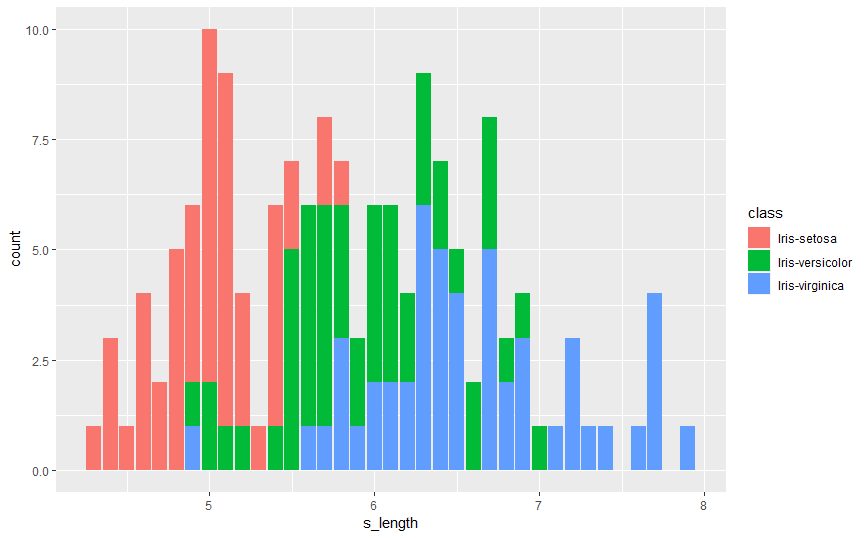 10.0
7.5
5.0
2.5
0.0
count
5 6 7 8
s_length
class
Iris-setosa
Iris-versicolor
Iris-virginica